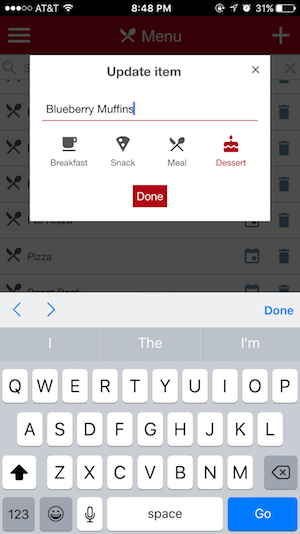 AT&T 8:48 PM 31%
Menu
Update item
Blueberry Muffins
Breakfast Snack Meal Dessert
Done
Pizza
Done
I The I'm
Q W E R T Y U I O P
A S D F G H J K L
Z X C V B N M
123 space Go